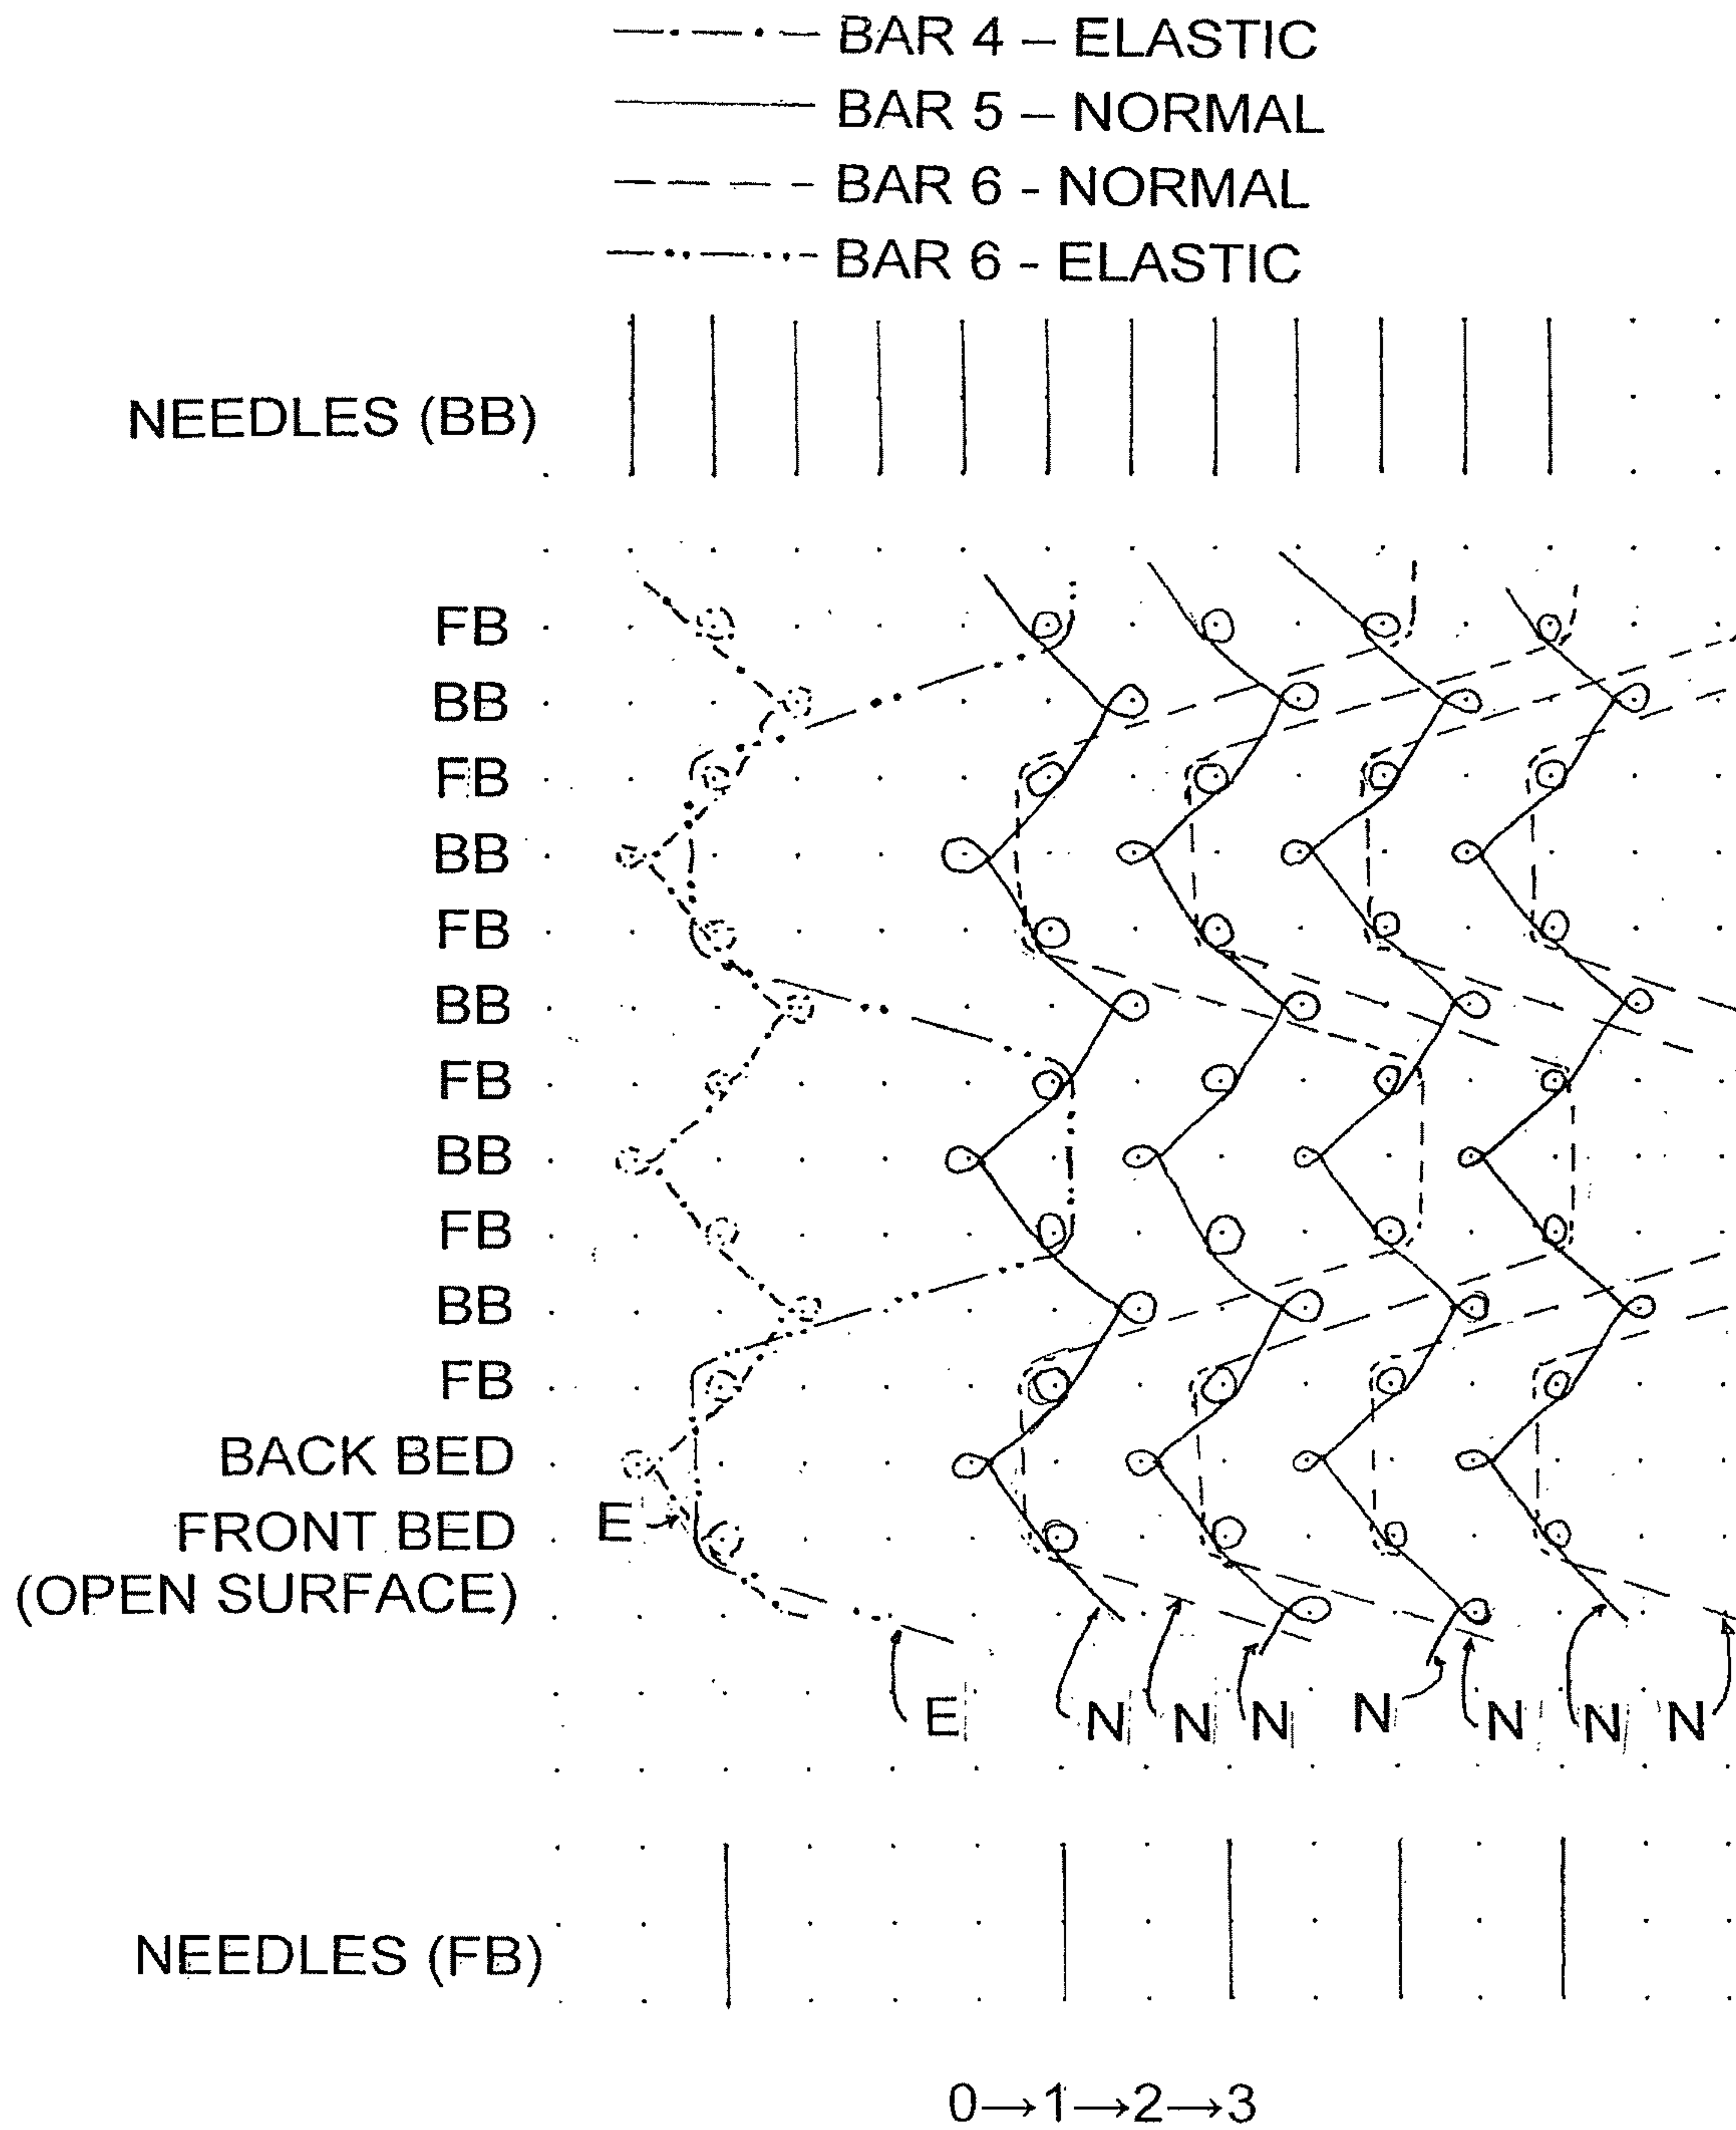 BAR 4 – ELASTIC
BAR 5 – NORMAL
BAR 6 - NORMAL
BAR 6 - ELASTIC
NEEDLES (BB)
FB
BB
FB
BB
FB
BB
FB
BB
FB
BB
FB
BACK BED
FRONT BED
(OPEN SURFACE)
E
E N N N N N N N
NEEDLES (FB)
0→1→2→3